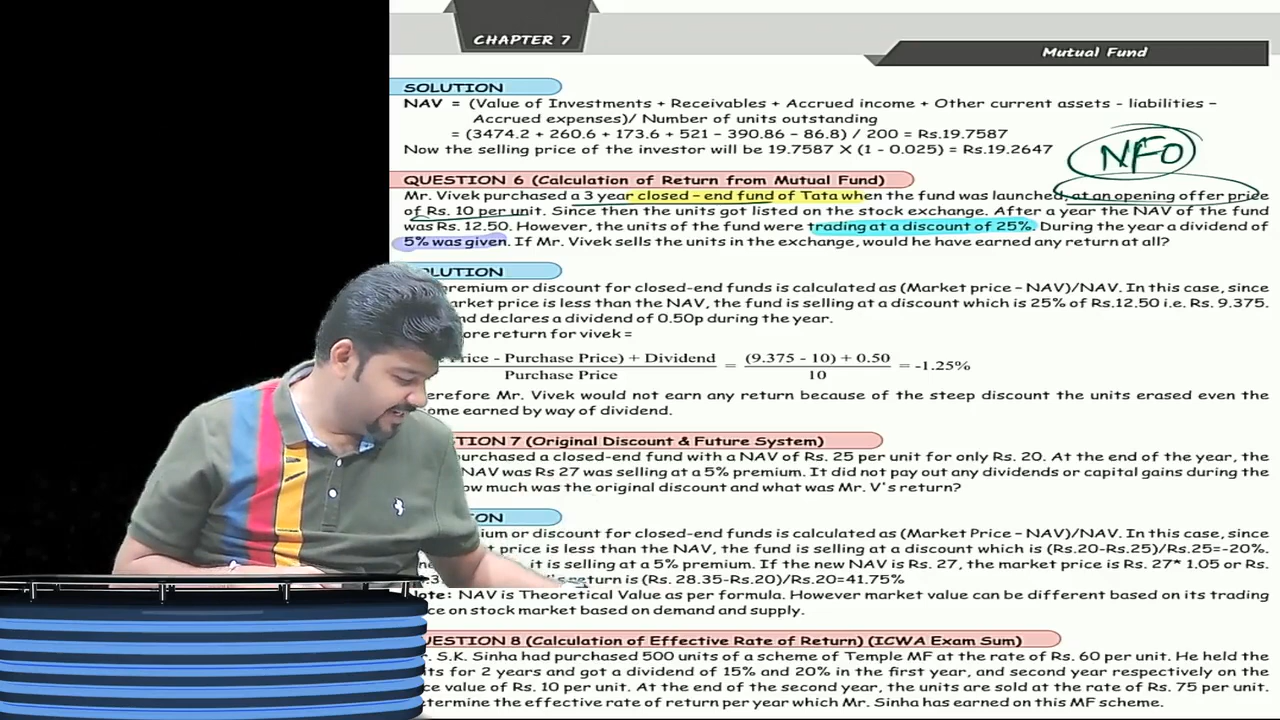 CHAPTER 7
Mutual Fund
SOLUTION
NAV = (Value of Investments + Receivables + Accrued income + Other current assets - liabilities –
Accrued expenses)/ Number of units outstanding
= (3474.2 + 260.6 + 173.6 + 521 – 390.86 – 86.8) / 200 = Rs.19.7587
Now the selling price of the investor will be 19.7587 X (1 - 0.025) = Rs.19.2647
NFO
QUESTION 6 (Calculation of Return from Mutual Fund)
Mr. Vivek purchased a 3 year closed – end fund of Tata when the fund was launched, at an opening offer price
of Rs. 10 per unit. Since then the units got listed on the stock exchange. After a year the NAV of the fund
was Rs. 12.50. However, the units of the fund were trading at a discount of 25%. During the year a dividend of
5% was given. If Mr. Vivek sells the units in the exchange, would he have earned any return at all?
OLUTION
premium or discount for closed-end funds is calculated as (Market price – NAV)/NAV. In this case, since
market price is less than the NAV, the fund is selling at a discount which is 25% of Rs.12.50 i.e. Rs. 9.375.
declares a dividend of 0.50p during the year.
ore return for vivek =
Price - Purchase Price) + Dividend = (9.375 - 10) + 0.50 = -1.25%
Purchase Price 10
erefore Mr. Vivek would not earn any return because of the steep discount the units erased even the
ome earned by way of dividend.
TION 7 (Original Discount & Future System)
urchased a closed-end fund with a NAV of Rs. 25 per unit for only Rs. 20. At the end of the year, the
NAV was Rs 27 was selling at a 5% premium. It did not pay out any dividends or capital gains during the
ow much was the original discount and what was Mr. V's return?
ON
ium or discount for closed-end funds is calculated as (Market Price – NAV)/NAV. In this case, since
t price is less than the NAV, the fund is selling at a discount which is (Rs.20-Rs.25)/Rs.25=-20%.
it is selling at a 5% premium. If the new NAV is Rs. 27, the market price is Rs. 27* 1.05 or Rs.
return is (Rs. 28.35-Rs.20)/Rs.20=41.75%
ote: NAV is Theoretical Value as per formula. However market value can be different based on its trading
ce on stock market based on demand and supply.
UESTION 8 (Calculation of Effective Rate of Return) (ICWA Exam Sum)
r. S.K. Sinha had purchased 500 units of a scheme of Temple MF at the rate of Rs. 60 per unit. He held the
ts for 2 years and got a dividend of 15% and 20% in the first year, and second year respectively on the
ce value of Rs. 10 per unit. At the end of the second year, the units are sold at the rate of Rs. 75 per unit.
etermine the effective rate of return per year which Mr. Sinha has earned on this MF scheme.